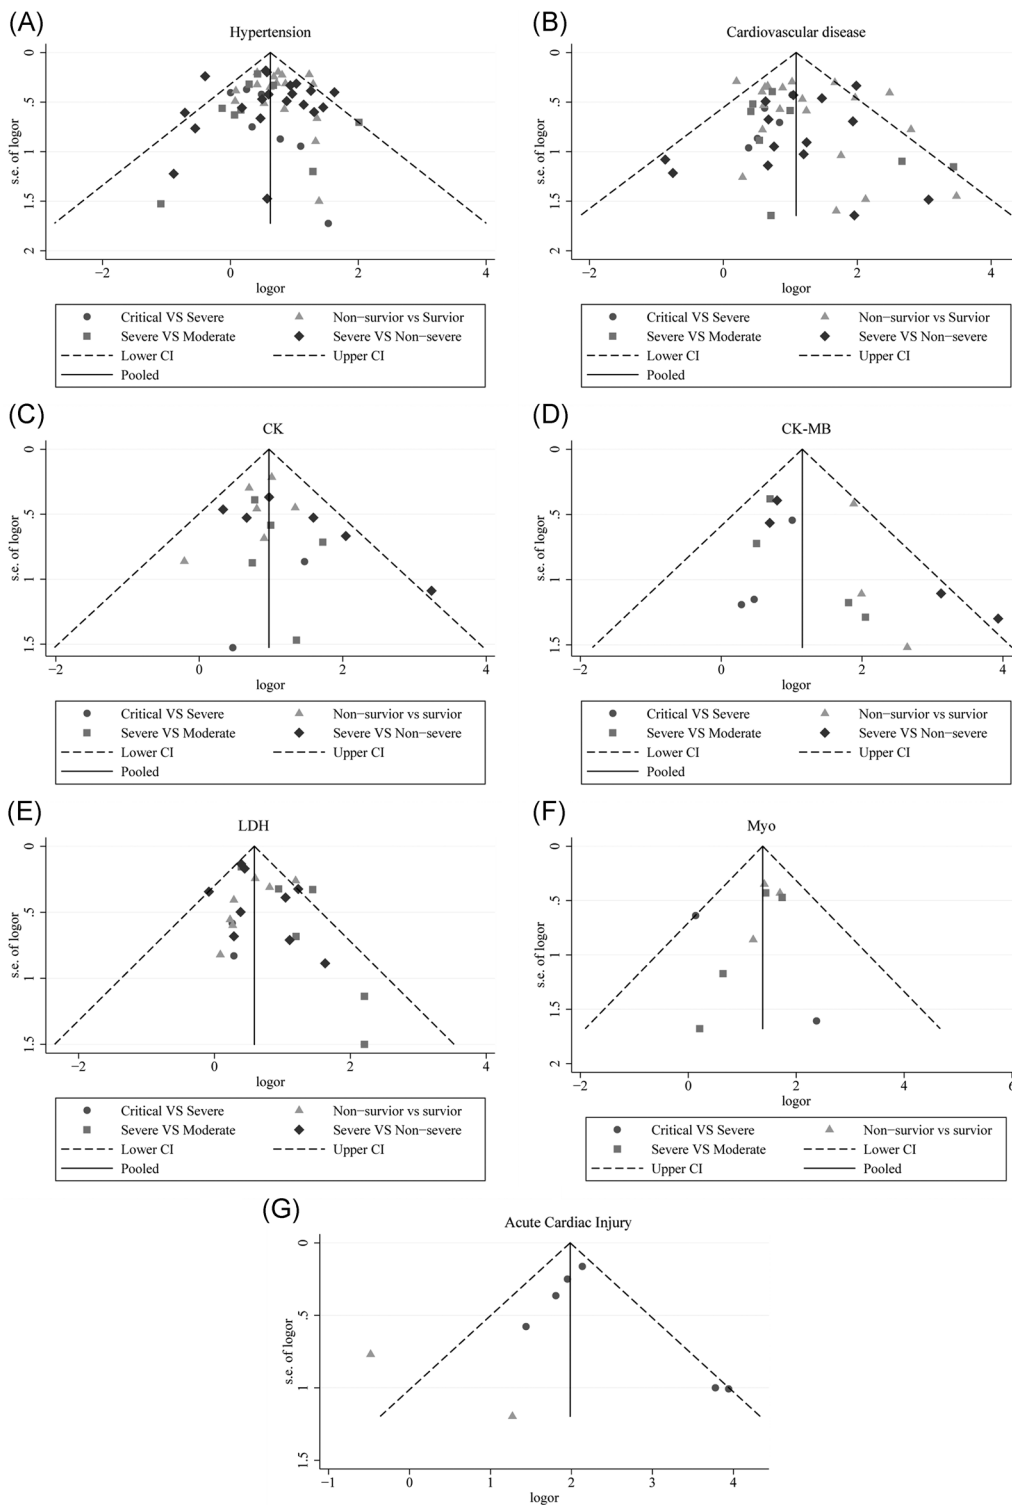 (A)
Hypertension
0
.5
1
1.5
2
s.e. of logor
−2
0
2
4
logor
Critical VS Severe
Non−survior vs Survior
Severe VS Moderate
Severe VS Non−severe
Lower CI
Upper CI
Pooled
(B)
Cardiovascular disease
0
.5
1
1.5
2
s.e. of logor
−2
0
2
4
logor
Critical VS Severe
Non−survior vs Survior
Severe VS Moderate
Severe VS Non−severe
Lower CI
Upper CI
Pooled
(C)
CK
0
.5
1
1.5
s.e. of logor
−2
0
2
4
logor
Critical VS Severe
Non−survior vs survior
Severe VS Moderate
Severe VS Non−severe
Lower CI
Upper CI
Pooled
(D)
CK-MB
0
.5
1
1.5
s.e. of logor
−2
0
2
4
logor
Critical VS Severe
Non−survior vs survior
Severe VS Moderate
Severe VS Non−severe
Lower CI
Upper CI
Pooled
(E)
LDH
0
.5
1
1.5
s.e. of logor
−2
0
2
4
logor
Critical VS Severe
Non−survior vs survior
Severe VS Moderate
Severe VS Non−severe
Lower CI
Upper CI
Pooled
(F)
Myo
0
.5
1
1.5
2
s.e. of logor
−2
0
2
4
6
logor
Critical VS Severe
Non−survior vs survior
Severe VS Moderate
Lower CI
Upper CI
Pooled
(G)
Acute Cardiac Injury
0
.5
1
1.5
s.e. of logor
−1
0
1
2
3
4
logor